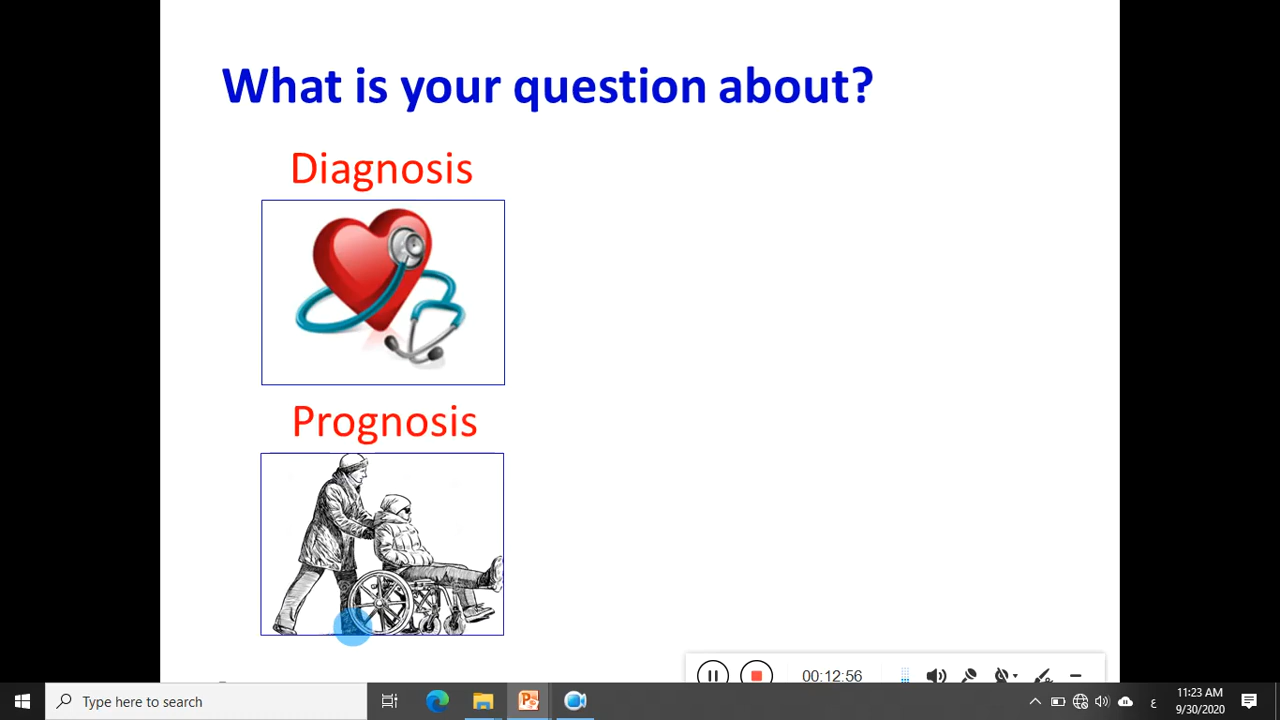 What is your question about?
Diagnosis
Prognosis
00:12:56
Type here to search
ع
11:23 AM
9/30/2020